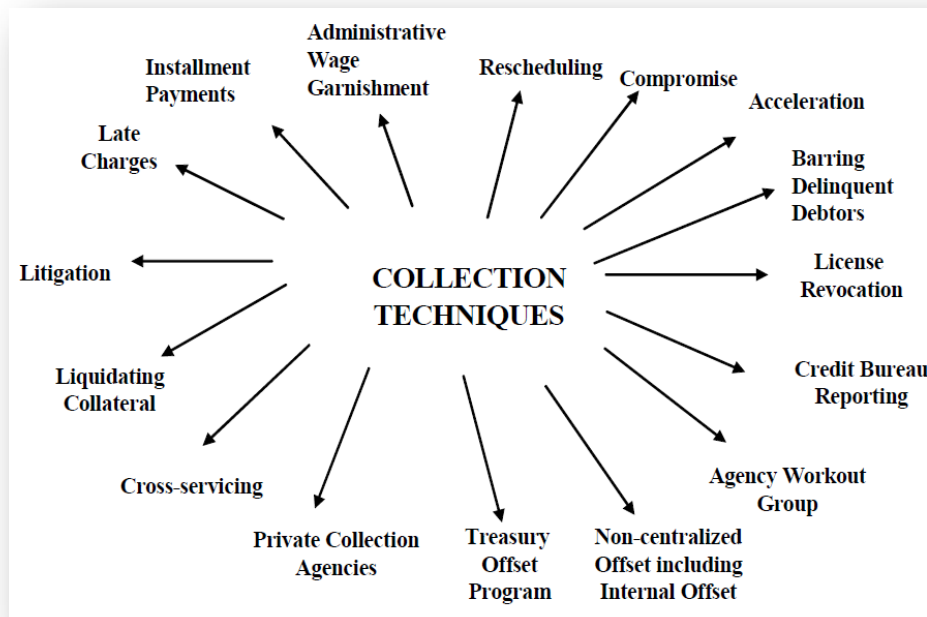 Administrative
Wage
Garnishment
Installment
Payments
Rescheduling
Compromise
Acceleration
Late
Charges
Barring
Delinquent
Debtors
Litigation
COLLECTION
TECHNIQUES
License
Revocation
Liquidating
Collateral
Credit Bureau
Reporting
Cross-servicing
Agency Workout
Group
Private Collection
Agencies
Treasury
Offset
Program
Non-centralized
Offset including
Internal Offset